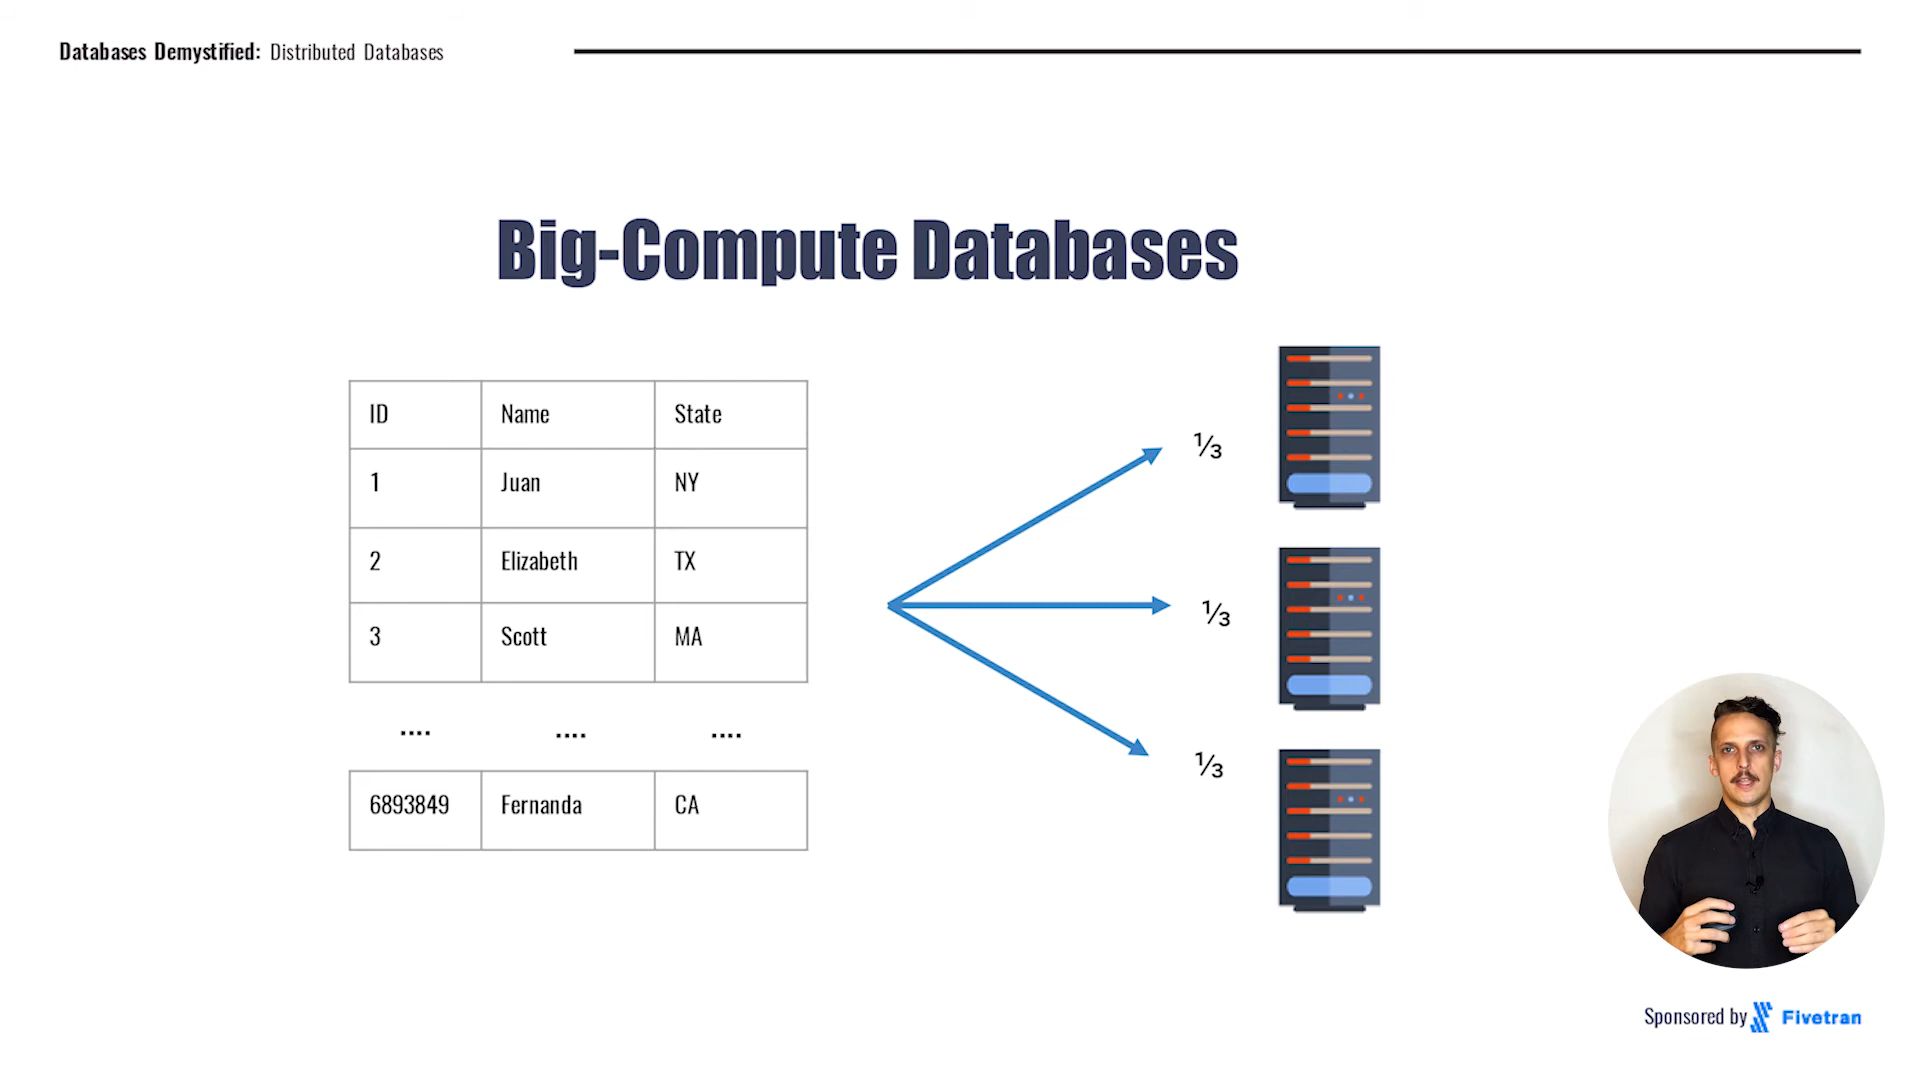 Databases Demystified: Distributed Databases
Big-Compute Databases
ID Name State
1 Juan NY
2 Elizabeth TX
3 Scott MA
.... .... ....
6893849 Fernanda CA
⅓
⅓
⅓
Sponsored by Fivetran